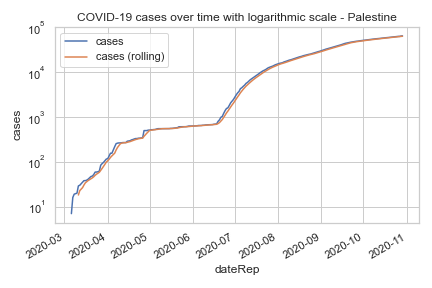 COVID-19 cases over time with logarithmic scale - Palestine
cases
cases (rolling)
10^5
10^4
10^3
10^2
10^1
cases
2020-03
2020-04
2020-05
2020-06
2020-07
2020-08
2020-09
2020-10
2020-11
dateRep